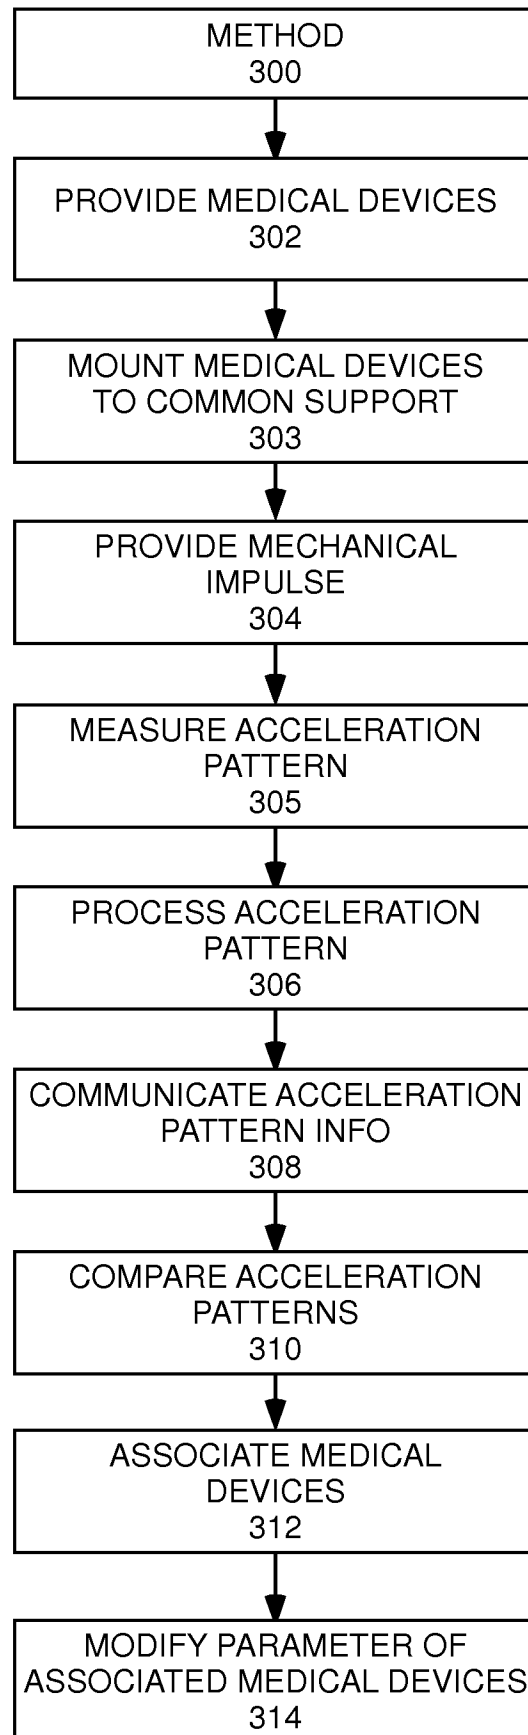 METHOD
300
PROVIDE MEDICAL DEVICES
302
MOUNT MEDICAL DEVICES
TO COMMON SUPPORT
303
PROVIDE MECHANICAL
IMPULSE
304
MEASURE ACCELERATION
PATTERN
305
PROCESS ACCELERATION
PATTERN
306
COMMUNICATE ACCELERATION
PATTERN INFO
308
COMPARE ACCELERATION
PATTERNS
310
ASSOCIATE MEDICAL
DEVICES
312
MODIFY PARAMETER OF
ASSOCIATED MEDICAL DEVICES
314